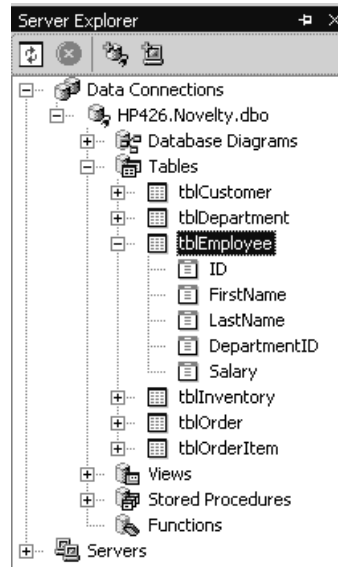 Server Explorer
Data Connections
HP426.Novelty.dbo
Database Diagrams
Tables
tblCustomer
tblDepartment
tblEmployee
ID
FirstName
LastName
DepartmentID
Salary
tblInventory
tblOrder
tblOrderItem
Views
Stored Procedures
Functions
Servers